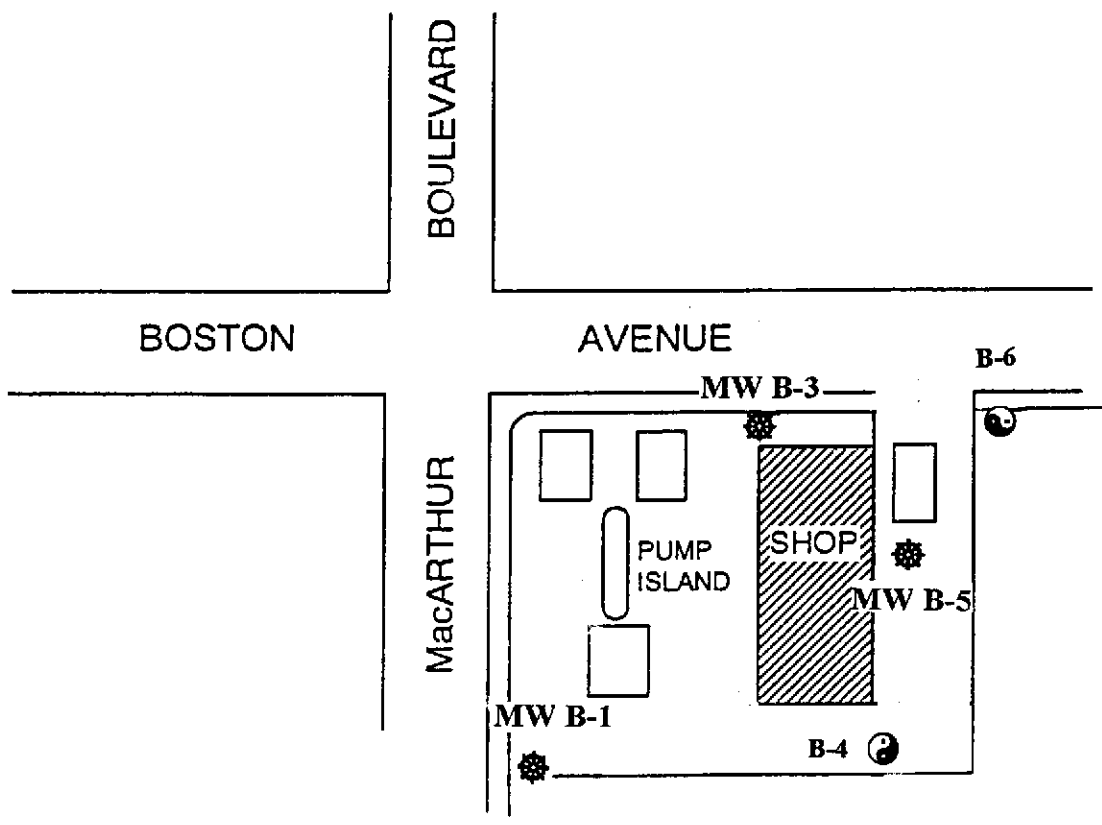 BOULEVARD
BOSTON
AVENUE
B-6
MW B-3
MacARTHUR
PUMP
ISLAND
SHOP
MW B-5
MW B-1
B-4